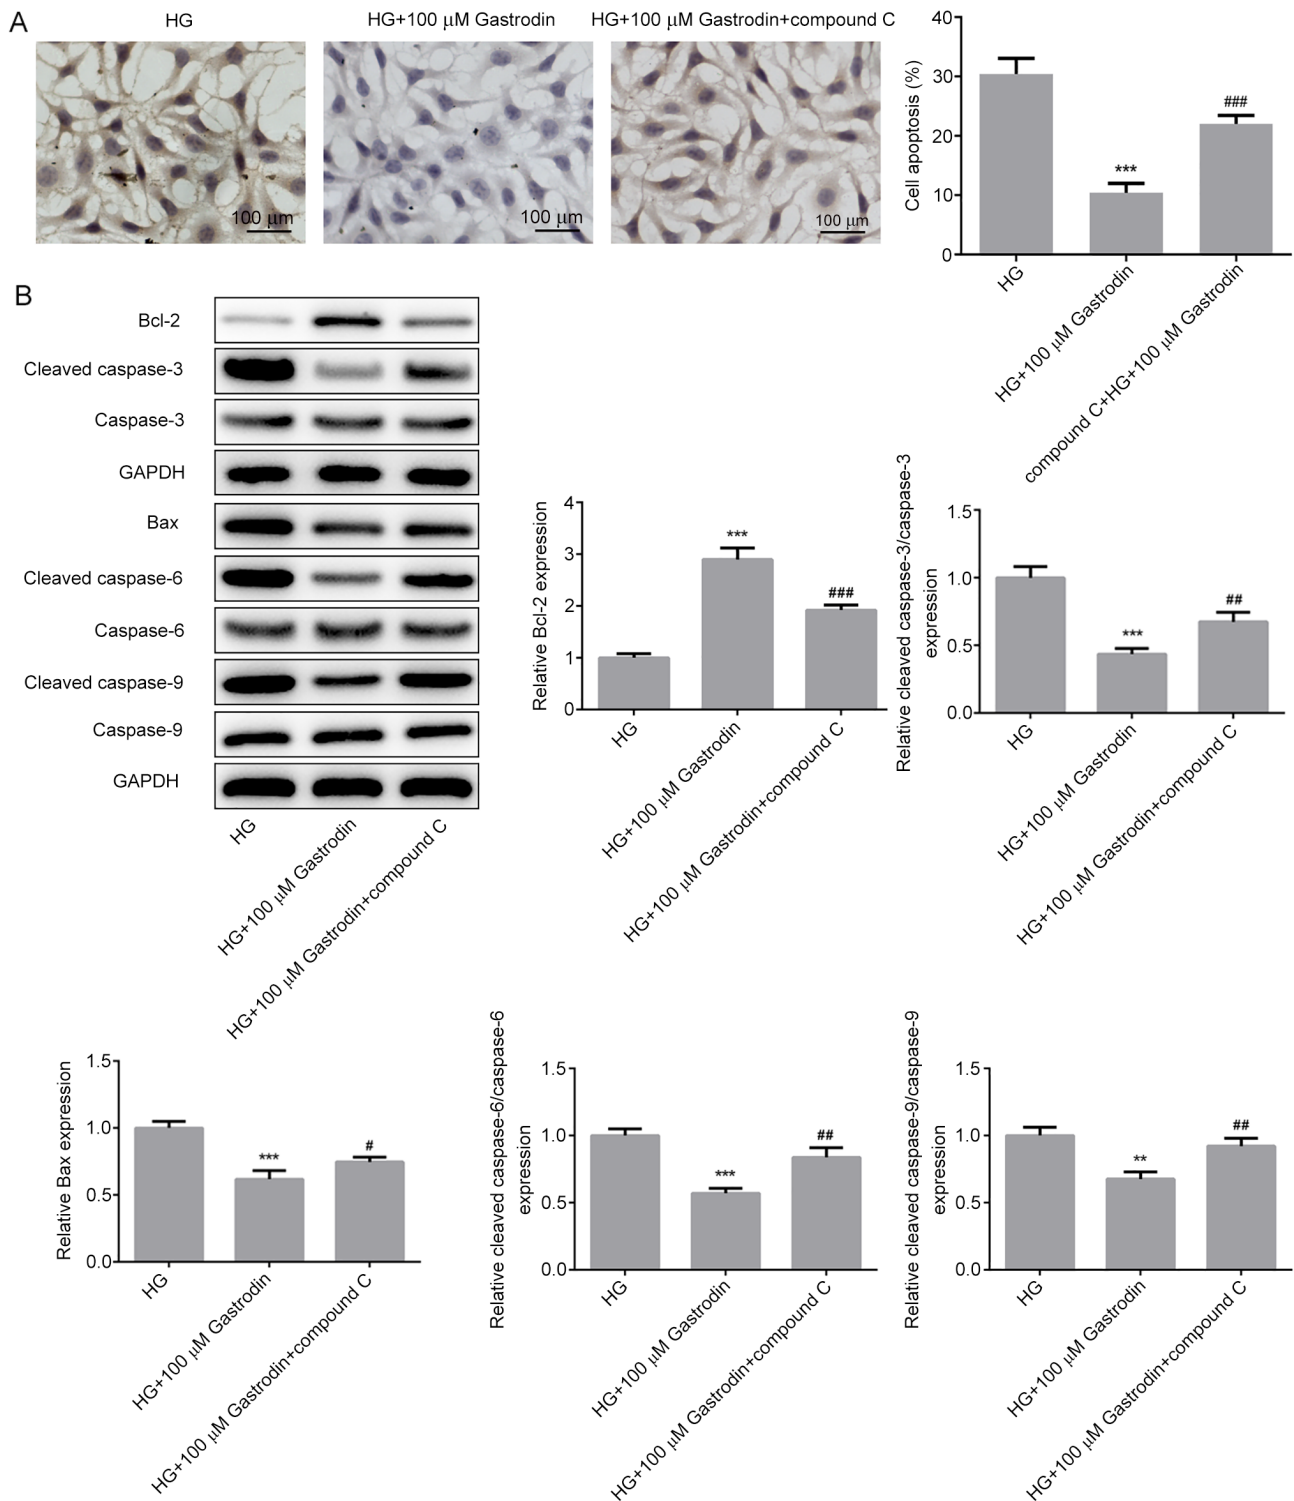 A
HG
HG+100 μM Gastrodin
HG+100 μM Gastrodin+compound C
100 μm
100 μm
100 μm
Cell apoptosis (%)
40
30
20
10
0
***
###
HG
HG+100 μM Gastrodin
compound C+HG+100 μM Gastrodin
B
Bcl-2
Cleaved caspase-3
Caspase-3
GAPDH
Bax
Cleaved caspase-6
Caspase-6
Cleaved caspase-9
Caspase-9
GAPDH
HG
HG+100 μM Gastrodin
HG+100 μM Gastrodin+compound C
Relative Bcl-2 expression
4
3
2
1
0
***
###
HG
HG+100 μM Gastrodin
HG+100 μM Gastrodin+compound C
Relative cleaved caspase-3/caspase-3
expression
1.5
1.0
0.5
0.0
***
##
HG
HG+100 μM Gastrodin
HG+100 μM Gastrodin+compound C
Relative Bax expression
1.5
1.0
0.5
0.0
***
#
HG
HG+100 μM Gastrodin
HG+100 μM Gastrodin+compound C
Relative cleaved caspase-6/caspase-6
expression
1.5
1.0
0.5
0.0
***
##
HG
HG+100 μM Gastrodin
HG+100 μM Gastrodin+compound C
Relative cleaved caspase-9/caspase-9
expression
1.5
1.0
0.5
0.0
**
##
HG
HG+100 μM Gastrodin
HG+100 μM Gastrodin+compound C